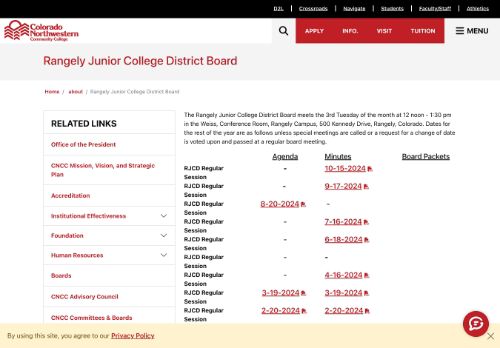 D2L Crossroads Navigate Students Faculty/Staff Athletics
Colorado
Northwestern
Community College
APPLY INFO. VISIT TUITION MENU
Rangely Junior College District Board
Home / about / Rangely Junior College District Board
RELATED LINKS
Office of the President
CNCC Mission, Vision, and Strategic
Plan
Accreditation
Institutional Effectiveness
Foundation
Human Resources
Boards
CNCC Advisory Council
CNCC Committees & Boards
The Rangely Junior College District Board meets the 3rd Tuesday of the month at 12 noon - 1:30 pm
in the Weiss, Conference Room, Rangely Campus, 500 Kennedy Drive, Rangely, Colorado. Dates for
the rest of the year are as follows unless special meetings are called or a request for a change of date
is voted upon and passed at a regular board meeting.
Agenda Minutes Board Packets
RJCD Regular - 10-15-2024
Session
RJCD Regular - 9-17-2024
Session
RJCD Regular 8-20-2024 -
Session
RJCD Regular - 7-16-2024
Session
RJCD Regular - 6-18-2024
Session
RJCD Regular - -
Session
RJCD Regular - 4-16-2024
Session
RJCD Regular 3-19-2024 3-19-2024
Session
RJCD Regular 2-20-2024 2-20-2024
Session
By using this site, you agree to our Privacy Policy